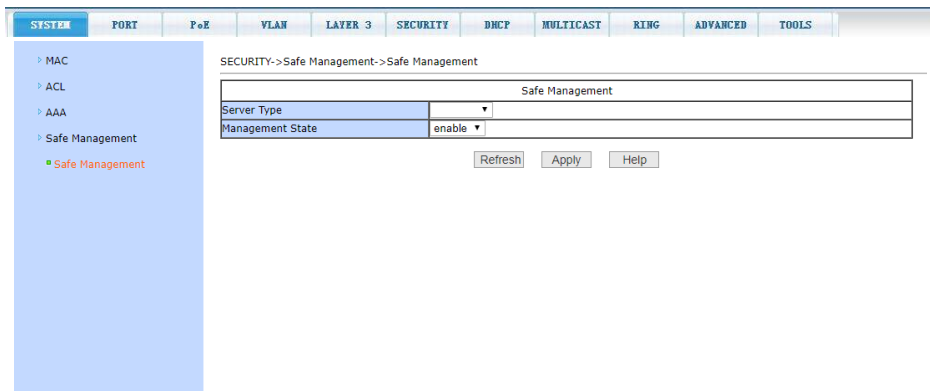 SYSTEM PORT PoE VLAN LAYER 3 SECURITY DHCP MULTICAST RING ADVANCED TOOLS
MAC
ACL
AAA
Safe Management
Safe Management
SECURITY->Safe Management->Safe Management
Safe Management
Server Type
Management State enable
Refresh Apply Help